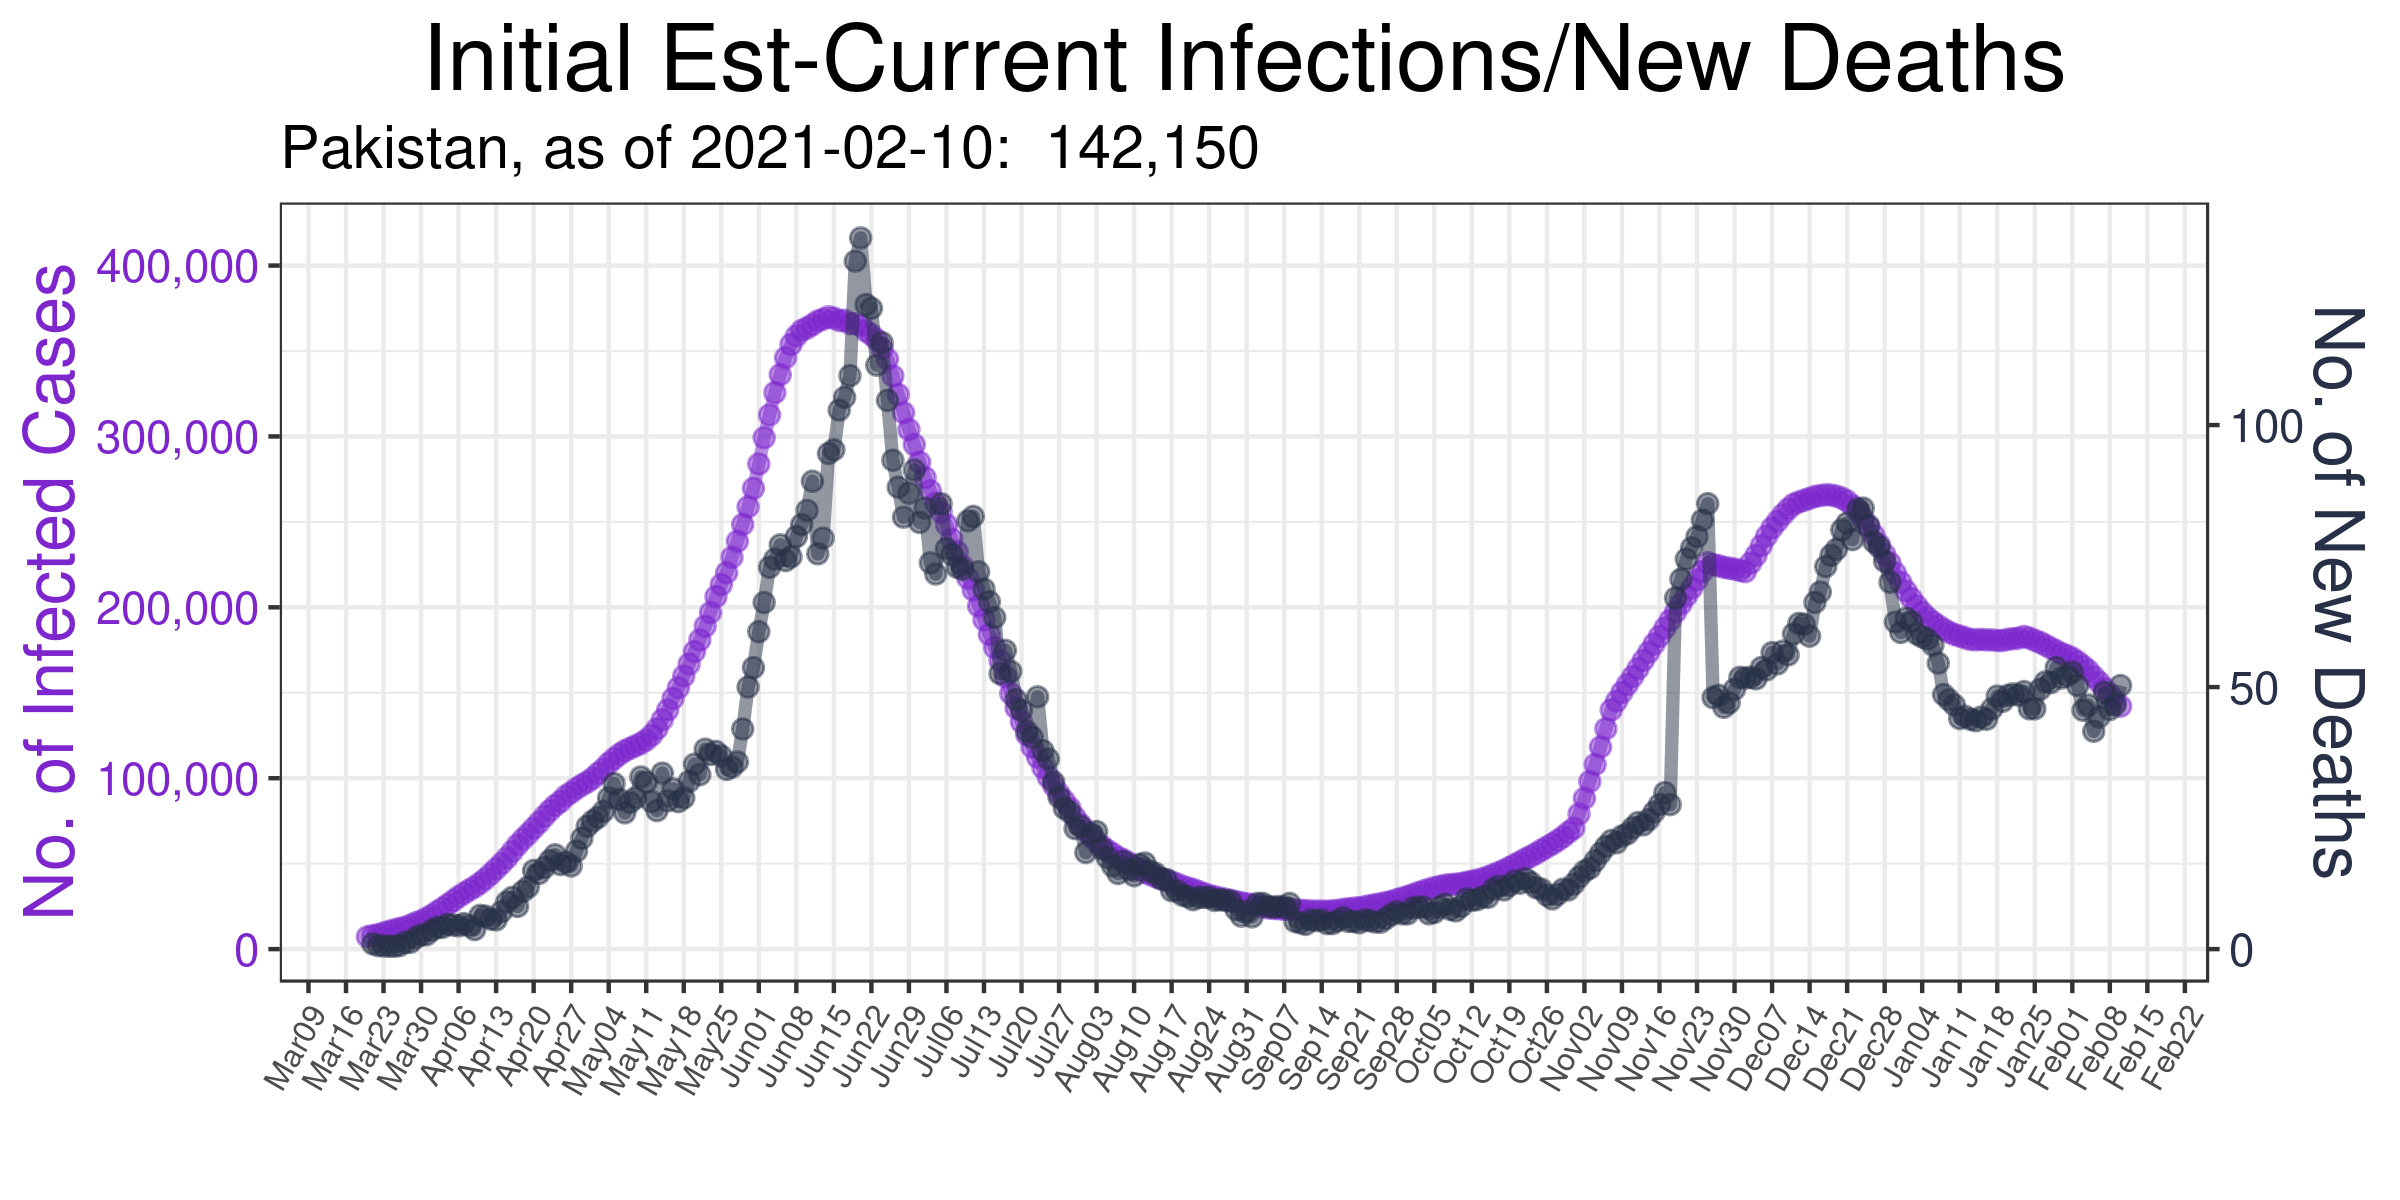 Initial Est-Current Infections/New Deaths
Pakistan, as of 2021-02-10: 142,150
No. of Infected Cases
400,000
300,000
200,000
100,000
0
No. of New Deaths
100
50
0
Mar09
Mar16
Mar23
Mar30
Apr06
Apr13
Apr20
Apr27
May04
May11
May18
May25
Jun01
Jun08
Jun15
Jun22
Jun29
Jul06
Jul13
Jul20
Jul27
Aug03
Aug10
Aug17
Aug24
Aug31
Sep07
Sep14
Sep21
Sep28
Oct05
Oct12
Oct19
Oct26
Nov02
Nov09
Nov16
Nov23
Nov30
Dec07
Dec14
Dec21
Dec28
Jan04
Jan11
Jan18
Jan25
Feb01
Feb08
Feb15
Feb22